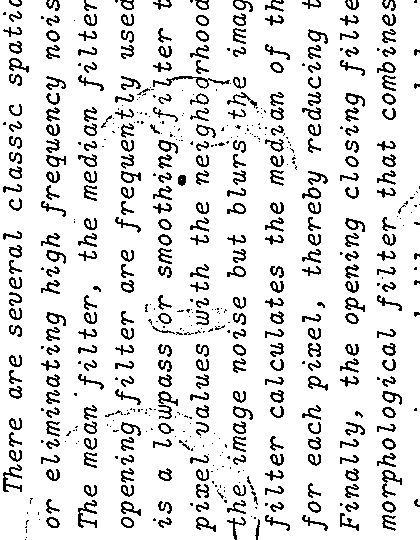 There are several classic spatia
or eliminating high frequency nois
The mean filter, the median filter
opening filter are frequently used
is a lowpass or smoothing filter t
pixel values with the neighborhood
the image noise but blurs the imag
filter calculates the median of th
for each pixel, thereby reducing t
Finally, the opening closing filte
morphological filter that combines